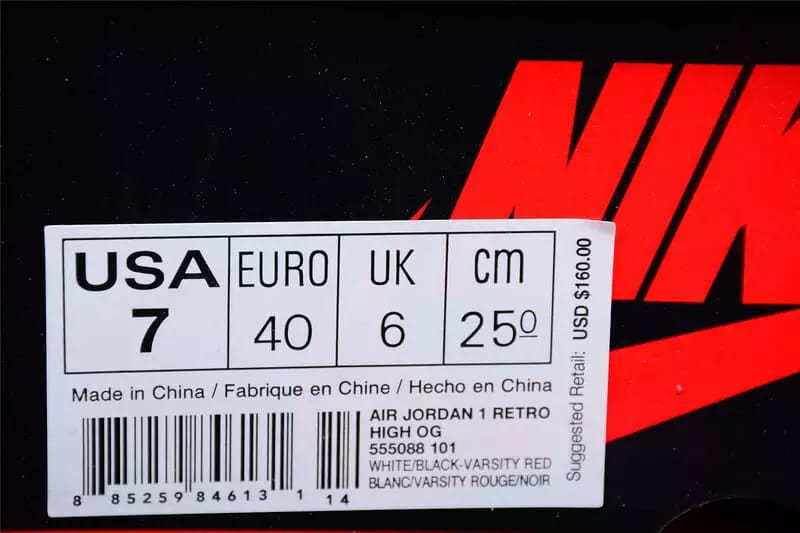 NIK
USA EURO UK cm
7 40 6 250
USD $160.00
Suggested Retail:
Made in China / Fabrique en Chine / Hecho en China
AIR JORDAN 1 RETRO
HIGH OG
555088 101
WHITE/BLACK-VARSITY RED
BLANC/VARSITY ROUGE/NOIR
8 85259 84613 1 14